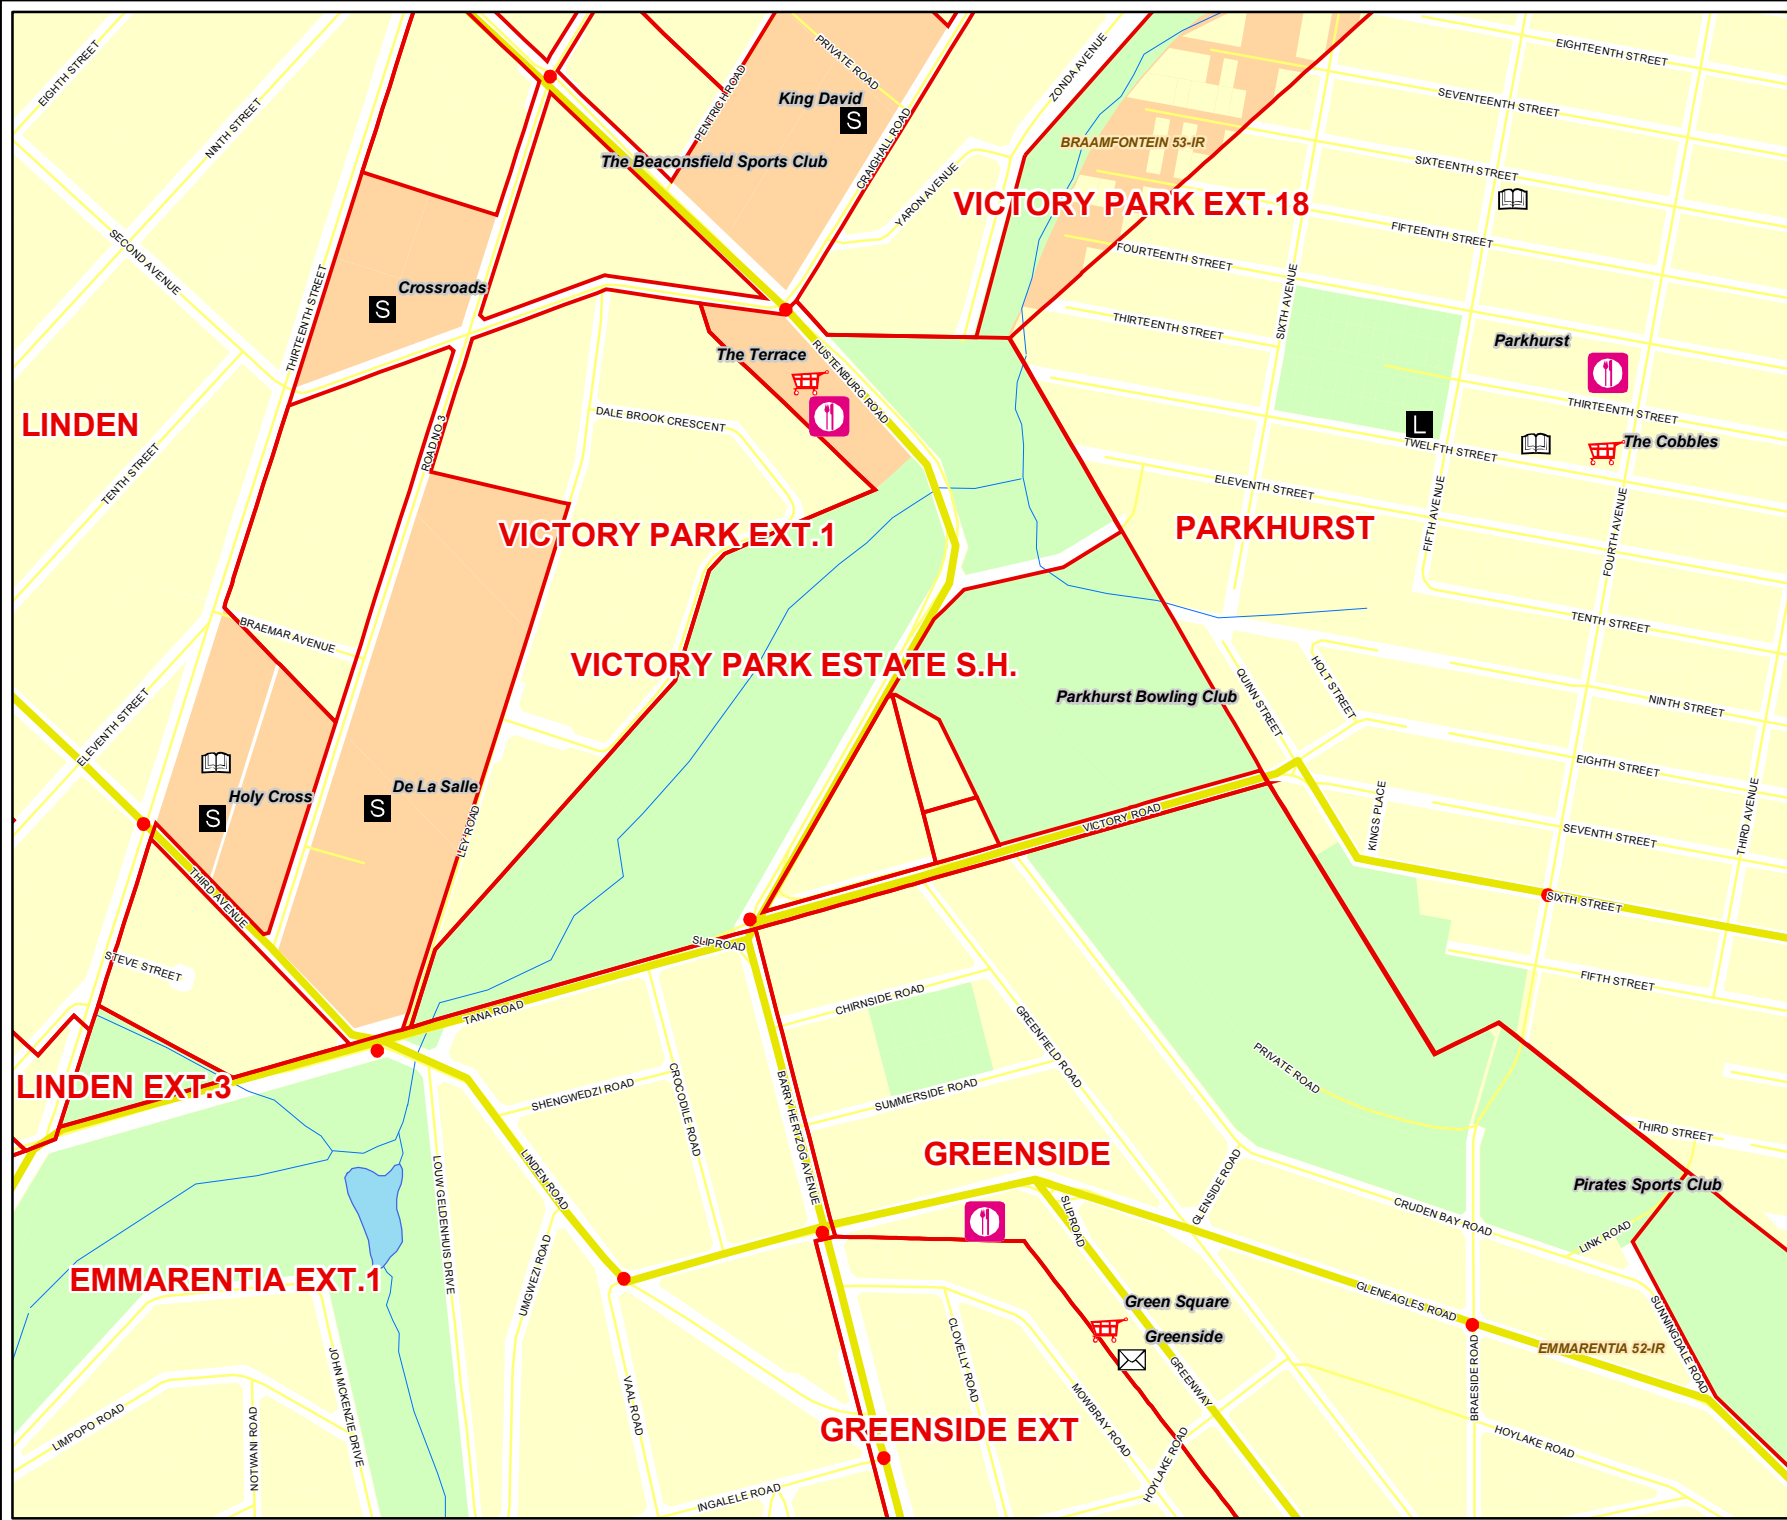 EIGHTH STREET
NINTH STREET
PENTRICH ROAD
PRIVATE ROAD
King David
S
CRAIGHALL ROAD
ZONDA AVENUE
EIGHTEENTH STREET
SEVENTEENTH STREET
BRAAMFONTEIN 53-IR
The Beaconsfield Sports Club
SIXTEENTH STREET
YARON AVENUE
VICTORY PARK EXT.18
SECOND AVENUE
FIFTEENTH STREET
FOURTEENTH STREET
THIRTEENTH STREET
Crossroads
S
SIXTH AVENUE
THIRTEENTH STREET
The Terrace
RUSTENBURG ROAD
Parkhurst
LINDEN
DALE BROOK CRESCENT
THIRTEENTH STREET
L
TWELFTH STREET
The Cobbles
ROAD NO.3
TENTH STREET
ELEVENTH STREET
FIFTH AVENUE
FOURTH AVENUE
VICTORY PARK EXT.1
PARKHURST
BRAEMAR AVENUE
TENTH STREET
VICTORY PARK ESTATE S.H.
HOLT STREET
QUINN STREET
Parkhurst Bowling Club
NINTH STREET
ELEVENTH STREET
EIGHTH STREET
Holy Cross
S
De La Salle
S
LEY ROAD
VICTORY ROAD
KINGS PLACE
SEVENTH STREET
THIRD AVENUE
THIRD AVENUE
SIXTH STREET
SLIPROAD
STEVE STREET
FIFTH STREET
TANA ROAD
CHIRNSIDE ROAD
GREENFIELD ROAD
PRIVATE ROAD
LINDEN EXT.3
SHENGWEDZI ROAD
CROCODILE ROAD
BARRY HERTZOG AVENUE
SUMMERSIDE ROAD
THIRD STREET
GREENSIDE
LOUW GELDENHUIS DRIVE
LINDEN ROAD
GLENSIDE ROAD
Pirates Sports Club
CRUDEN BAY ROAD
SLIPROAD
LINK ROAD
EMMARENTIA EXT.1
UMGWEZI ROAD
Green Square
GLENEAGLES ROAD
SUNNINGDALE ROAD
Greenside
EMMARENTIA 52-IR
JOHN MCKENZIE DRIVE
VAAL ROAD
CLOVELLY ROAD
MOWBRAY ROAD
GREENWAY
BRAESIDE ROAD
LIMPOPO ROAD
NOTWANI ROAD
GREENSIDE EXT
HOYLAKE ROAD
HOYLAKE ROAD
INGALELE ROAD